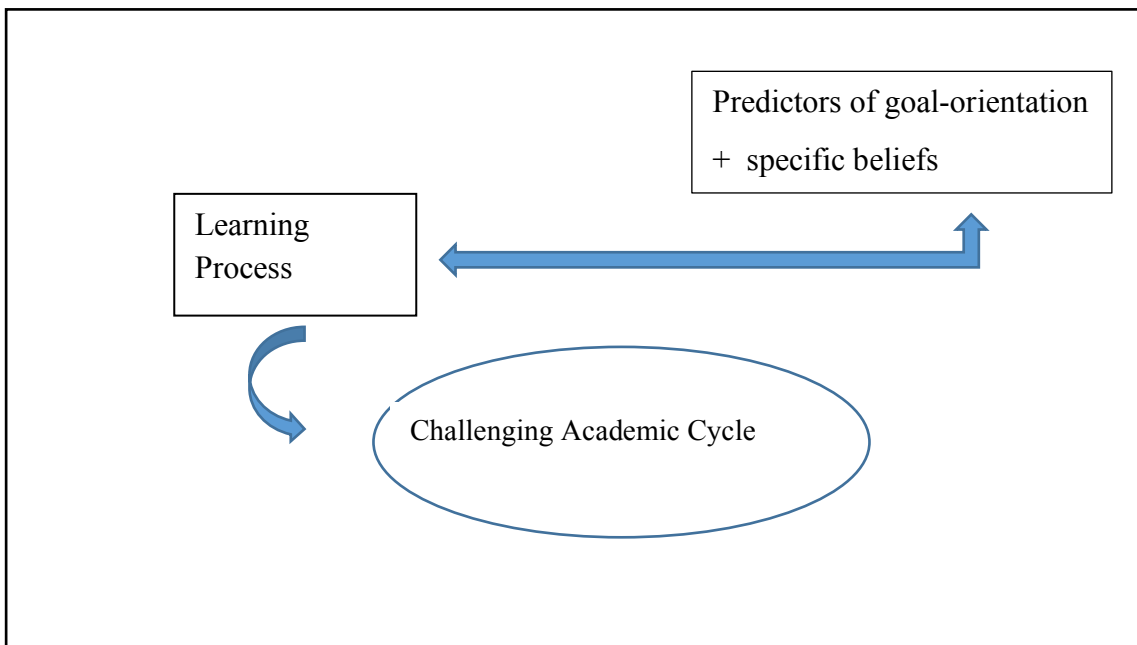 Predictors of goal-orientation
+ specific beliefs
Learning
Process
Challenging Academic Cycle